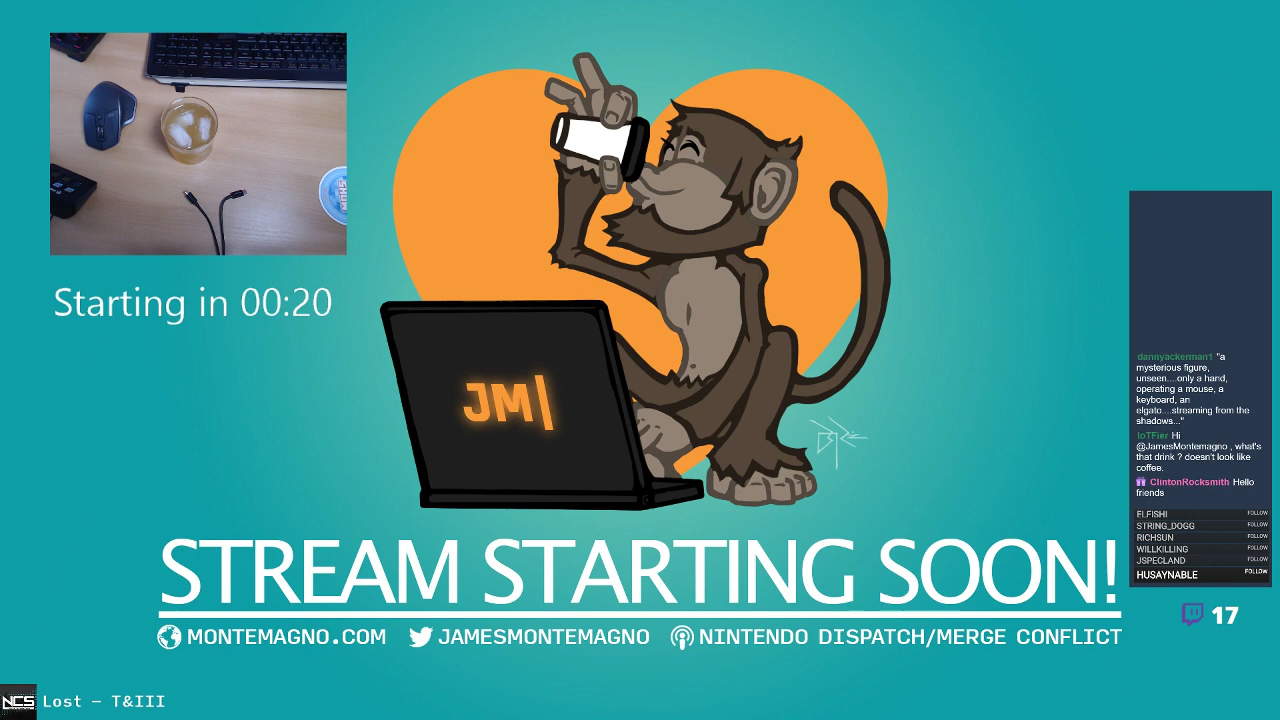 Starting in 00:20
JM|
STREAM STARTING SOON!
MONTEMAGNO.COM JAMESMONTEMAGNO NINTENDO DISPATCH/MERGE CONFLICT
dannyackerman1 "a
mysterious figure,
unseen....only a hand,
operating a mouse, a
keyboard, an
elgato....streaming from the
shadows..."
IoTFier Hi
@JamesMontemagno , what's
that drink ? doesn't look like
coffee.
ClintonRocksmith Hello
friends
ELFISHI FOLLOW
STRING_DOGG FOLLOW
RICHSUN FOLLOW
WILLKILLING FOLLOW
JSPECLAND FOLLOW
HUSAYNABLE FOLLOW
17
NCS Lost – T&III